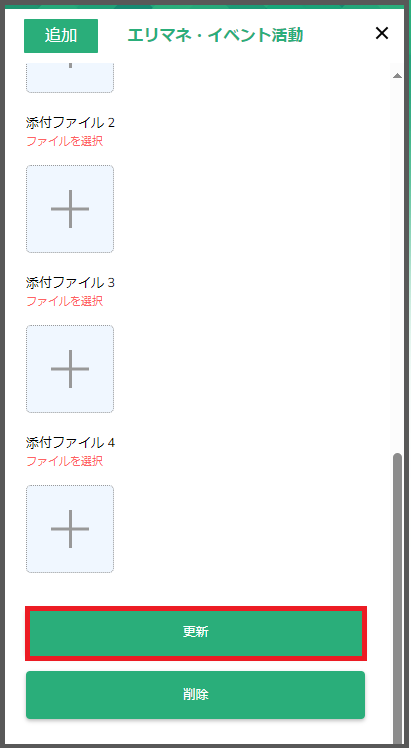 追加
エリマネ・イベント活動
添付ファイル 2
ファイルを選択
添付ファイル 3
ファイルを選択
添付ファイル 4
ファイルを選択
更新
削除